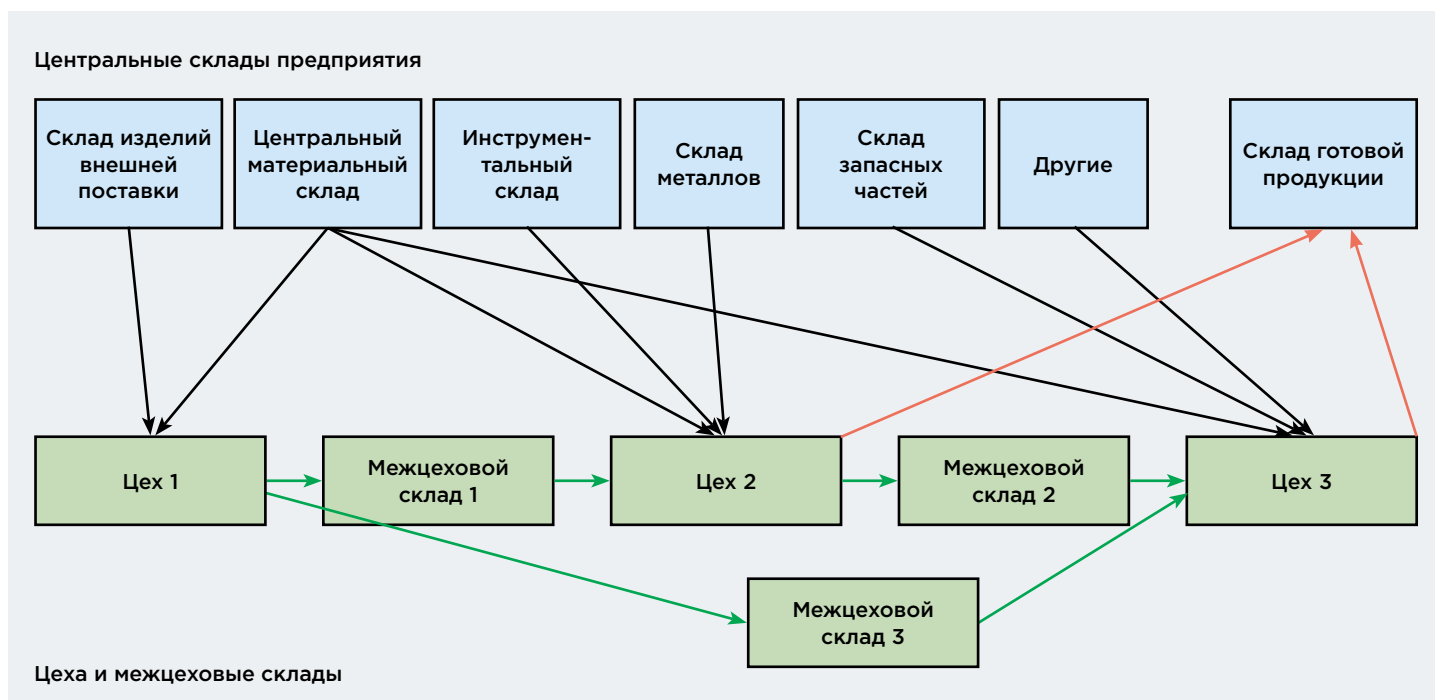 Центральные склады предприятия
Склад изделий
внешней
поставки
Центральный
материальный
склад
Инструмен-
тальный
склад
Склад
металлов
Склад
запасных
частей
Другие
Склад готовой
продукции
Цех 1
Межцеховой
склад 1
Цех 2
Межцеховой
склад 2
Цех 3
Межцеховой
склад 3
Цеха и межцеховые склады